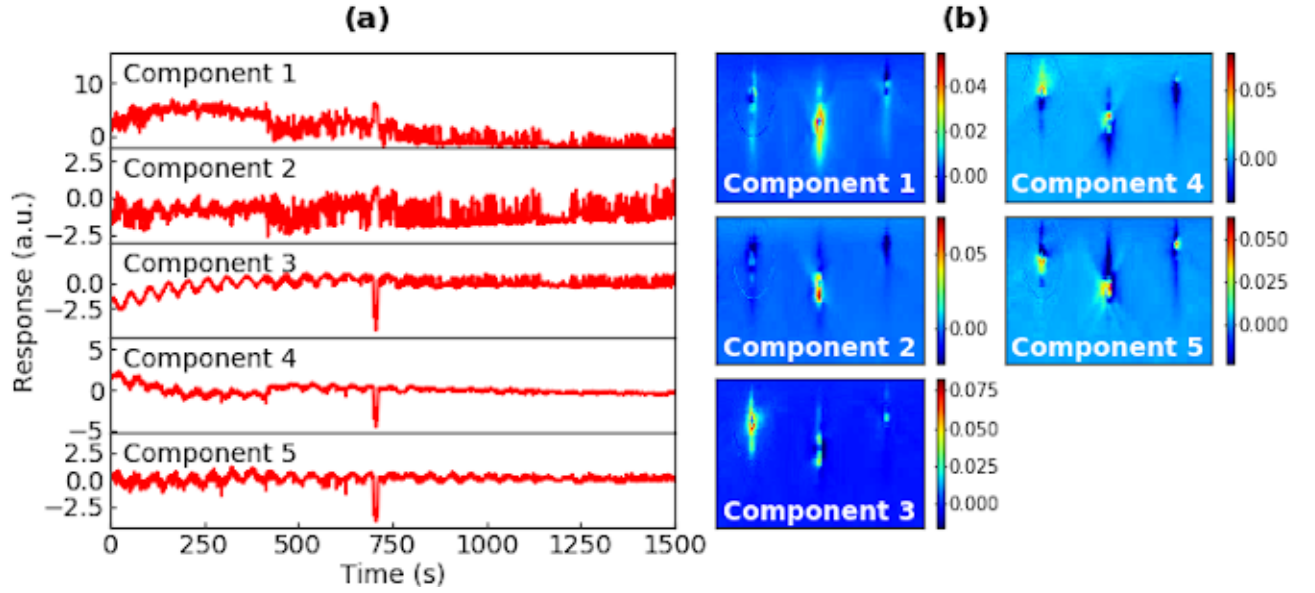 (a)
(b)
Response (a.u.)
Component 1
10
0
Component 2
2.5
0.0
−2.5
Component 3
0.0
−2.5
Component 4
5
0
−5
Component 5
2.5
0.0
−2.5
0 250 500 750 1000 1250 1500
Time (s)
Component 1
0.04
0.02
0.00
Component 4
0.05
0.00
Component 2
0.05
0.00
Component 5
0.050
0.025
0.000
Component 3
0.075
0.050
0.025
0.000